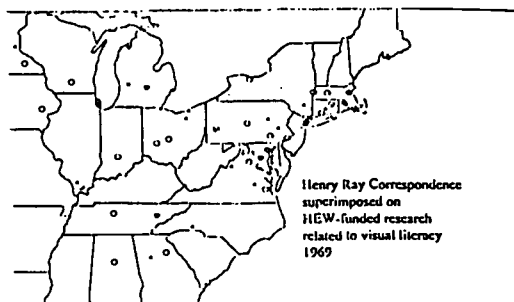 Henry Ray Correspondence
superimposed on
HEW-funded research
related to visual literacy
1969